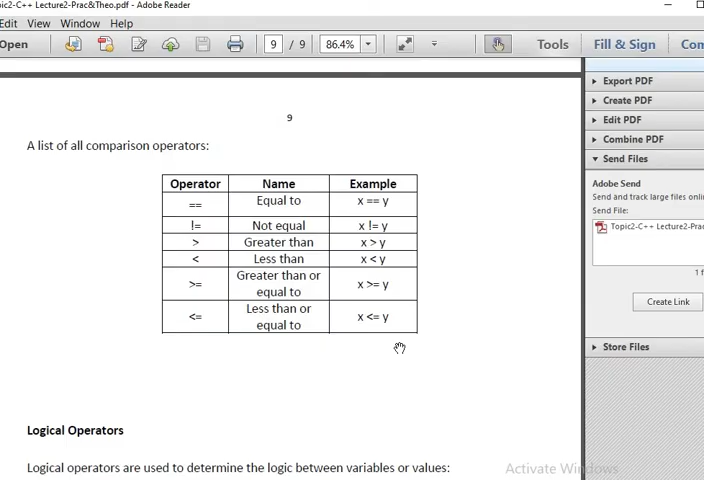 pic2-C++ Lecture2-Prac&Theo.pdf - Adobe Reader
Edit View Window Help
Open 9 / 9 86.4% Tools Fill & Sign Com
9
A list of all comparison operators:
Operator Name Example
== Equal to x == y
!= Not equal x != y
> Greater than x > y
< Less than x < y
>= Greater than or equal to x >= y
<= Less than or equal to x <= y
Logical Operators
Logical operators are used to determine the logic between variables or values:
Export PDF
Create PDF
Edit PDF
Combine PDF
Send Files
Adobe Send
Send and track large files onli
Send File:
Topic2-C++ Lecture2-Prac
1 f
Create Link
Store Files
Activate Windows